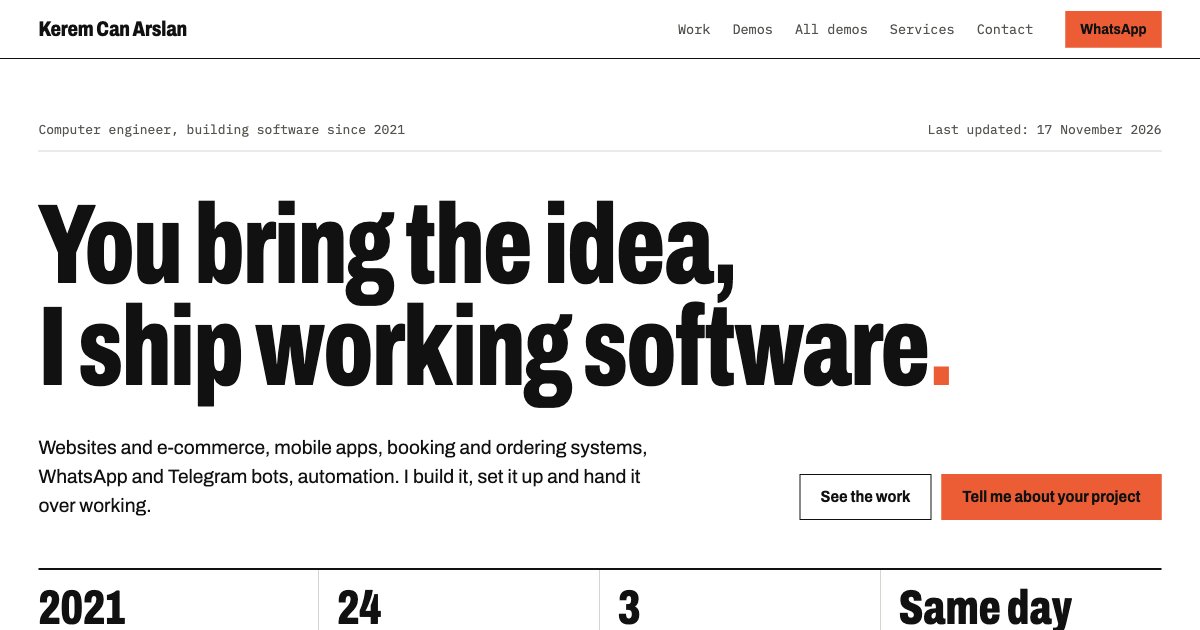 Kerem Can Arslan
Work Demos All demos Services Contact WhatsApp
Computer engineer, building software since 2021
Last updated: 17 November 2026
You bring the idea,
I ship working software.
Websites and e-commerce, mobile apps, booking and ordering systems,
WhatsApp and Telegram bots, automation. I build it, set it up and hand it
over working.
See the work
Tell me about your project
2021
24
3
Same day